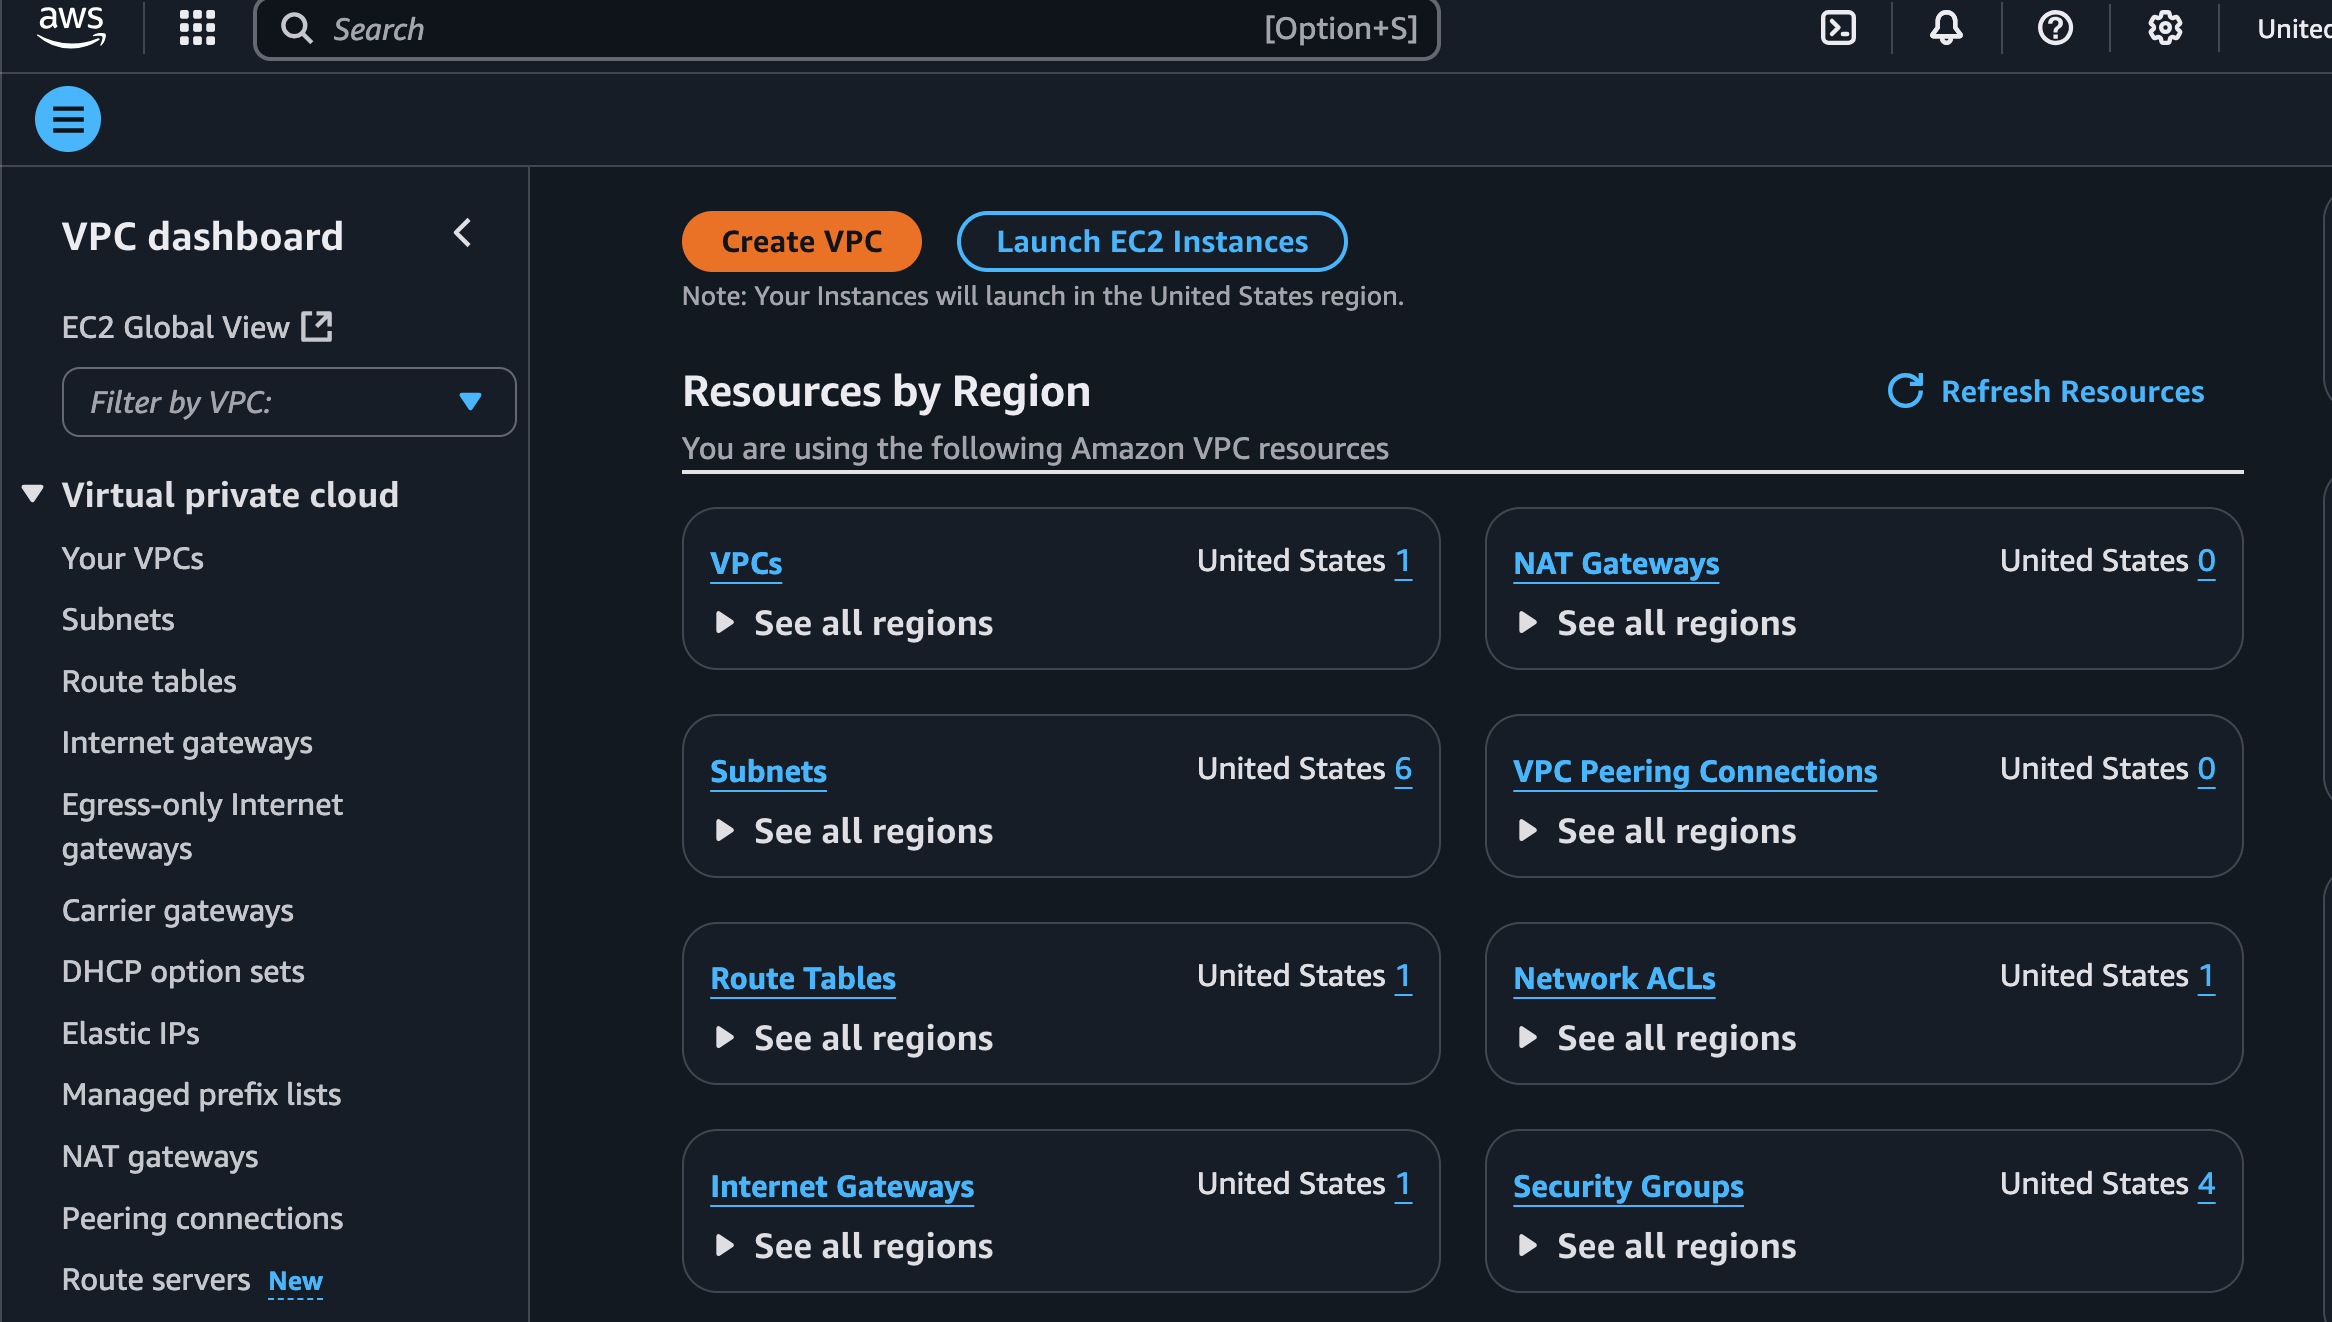 aws
Search [Option+S]
VPC dashboard
EC2 Global View
Filter by VPC:
Virtual private cloud
Your VPCs
Subnets
Route tables
Internet gateways
Egress-only Internet
gateways
Carrier gateways
DHCP option sets
Elastic IPs
Managed prefix lists
NAT gateways
Peering connections
Route servers New
Create VPC
Launch EC2 Instances
Note: Your Instances will launch in the United States region.
Resources by Region
Refresh Resources
You are using the following Amazon VPC resources
VPCs United States 1
See all regions
NAT Gateways United States 0
See all regions
Subnets United States 6
See all regions
VPC Peering Connections United States 0
See all regions
Route Tables United States 1
See all regions
Network ACLs United States 1
See all regions
Internet Gateways United States 1
See all regions
Security Groups United States 4
See all regions